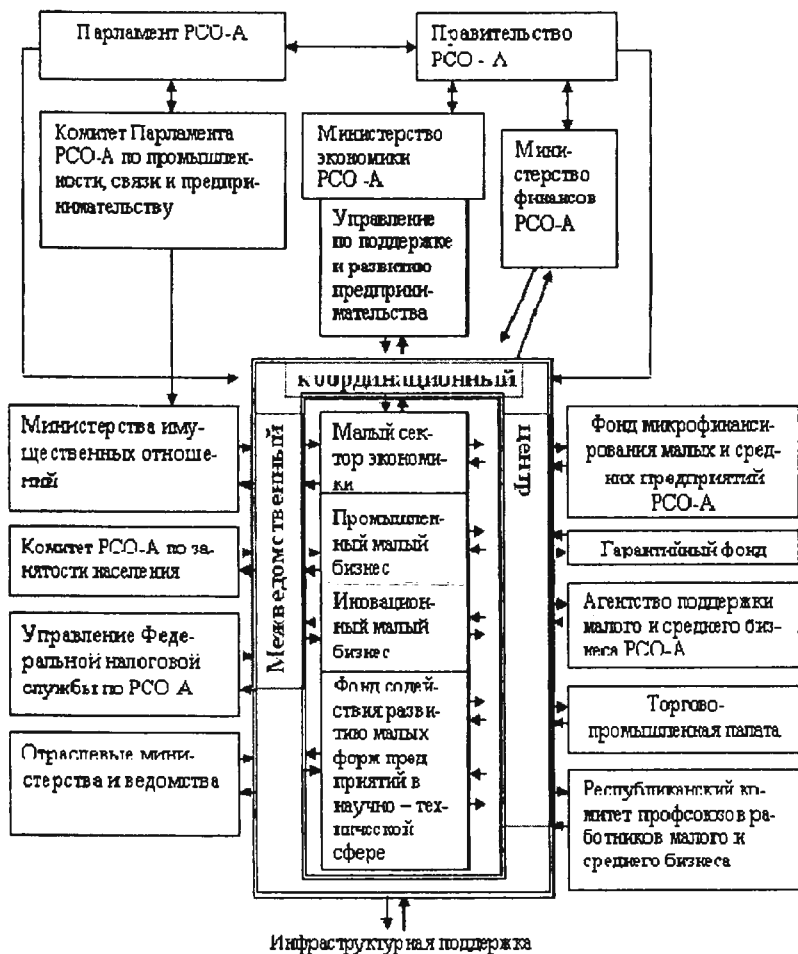 Парламент РСО-А
Правительство
РСО - А
Комитет Парламента
РСО-А по промышлен-
ности, связи и предпри-
нимательству
Министерство
экономики
РСО -А
Мини-
стерство
финансов
РСО-А
Управление
по поддержке
и развитию
предприни-
мательства
координационный
Межведомственный
центр
Министерства иму-
щественных отноше-
ний
Комитет РСО-А по за-
нятости населения
Управление Феде-
ральной налоговой
службы по РСО-А
Отраслевые мини-
стерства и ведомства
Малый сек-
тор экономи-
ки
Промышлен-
ный малый
бизнес
Иновацион-
ный малый
бизнес
Фонд содей-
ствия разви-
тию малых
форм пред
приятий в
научно – тех-
нической
сфере
Фонд микрофинанси-
рования малых и сред-
них предприятий
РСО-А
Гарантийный фонд
Агентство поддержки
малого и среднего биз-
неса РСО-А
Торгово-
промышленная палата
Республиканский ко-
митет профсоюзов ра-
ботников малого и
среднего бизнеса
Инфраструктурная поддержка